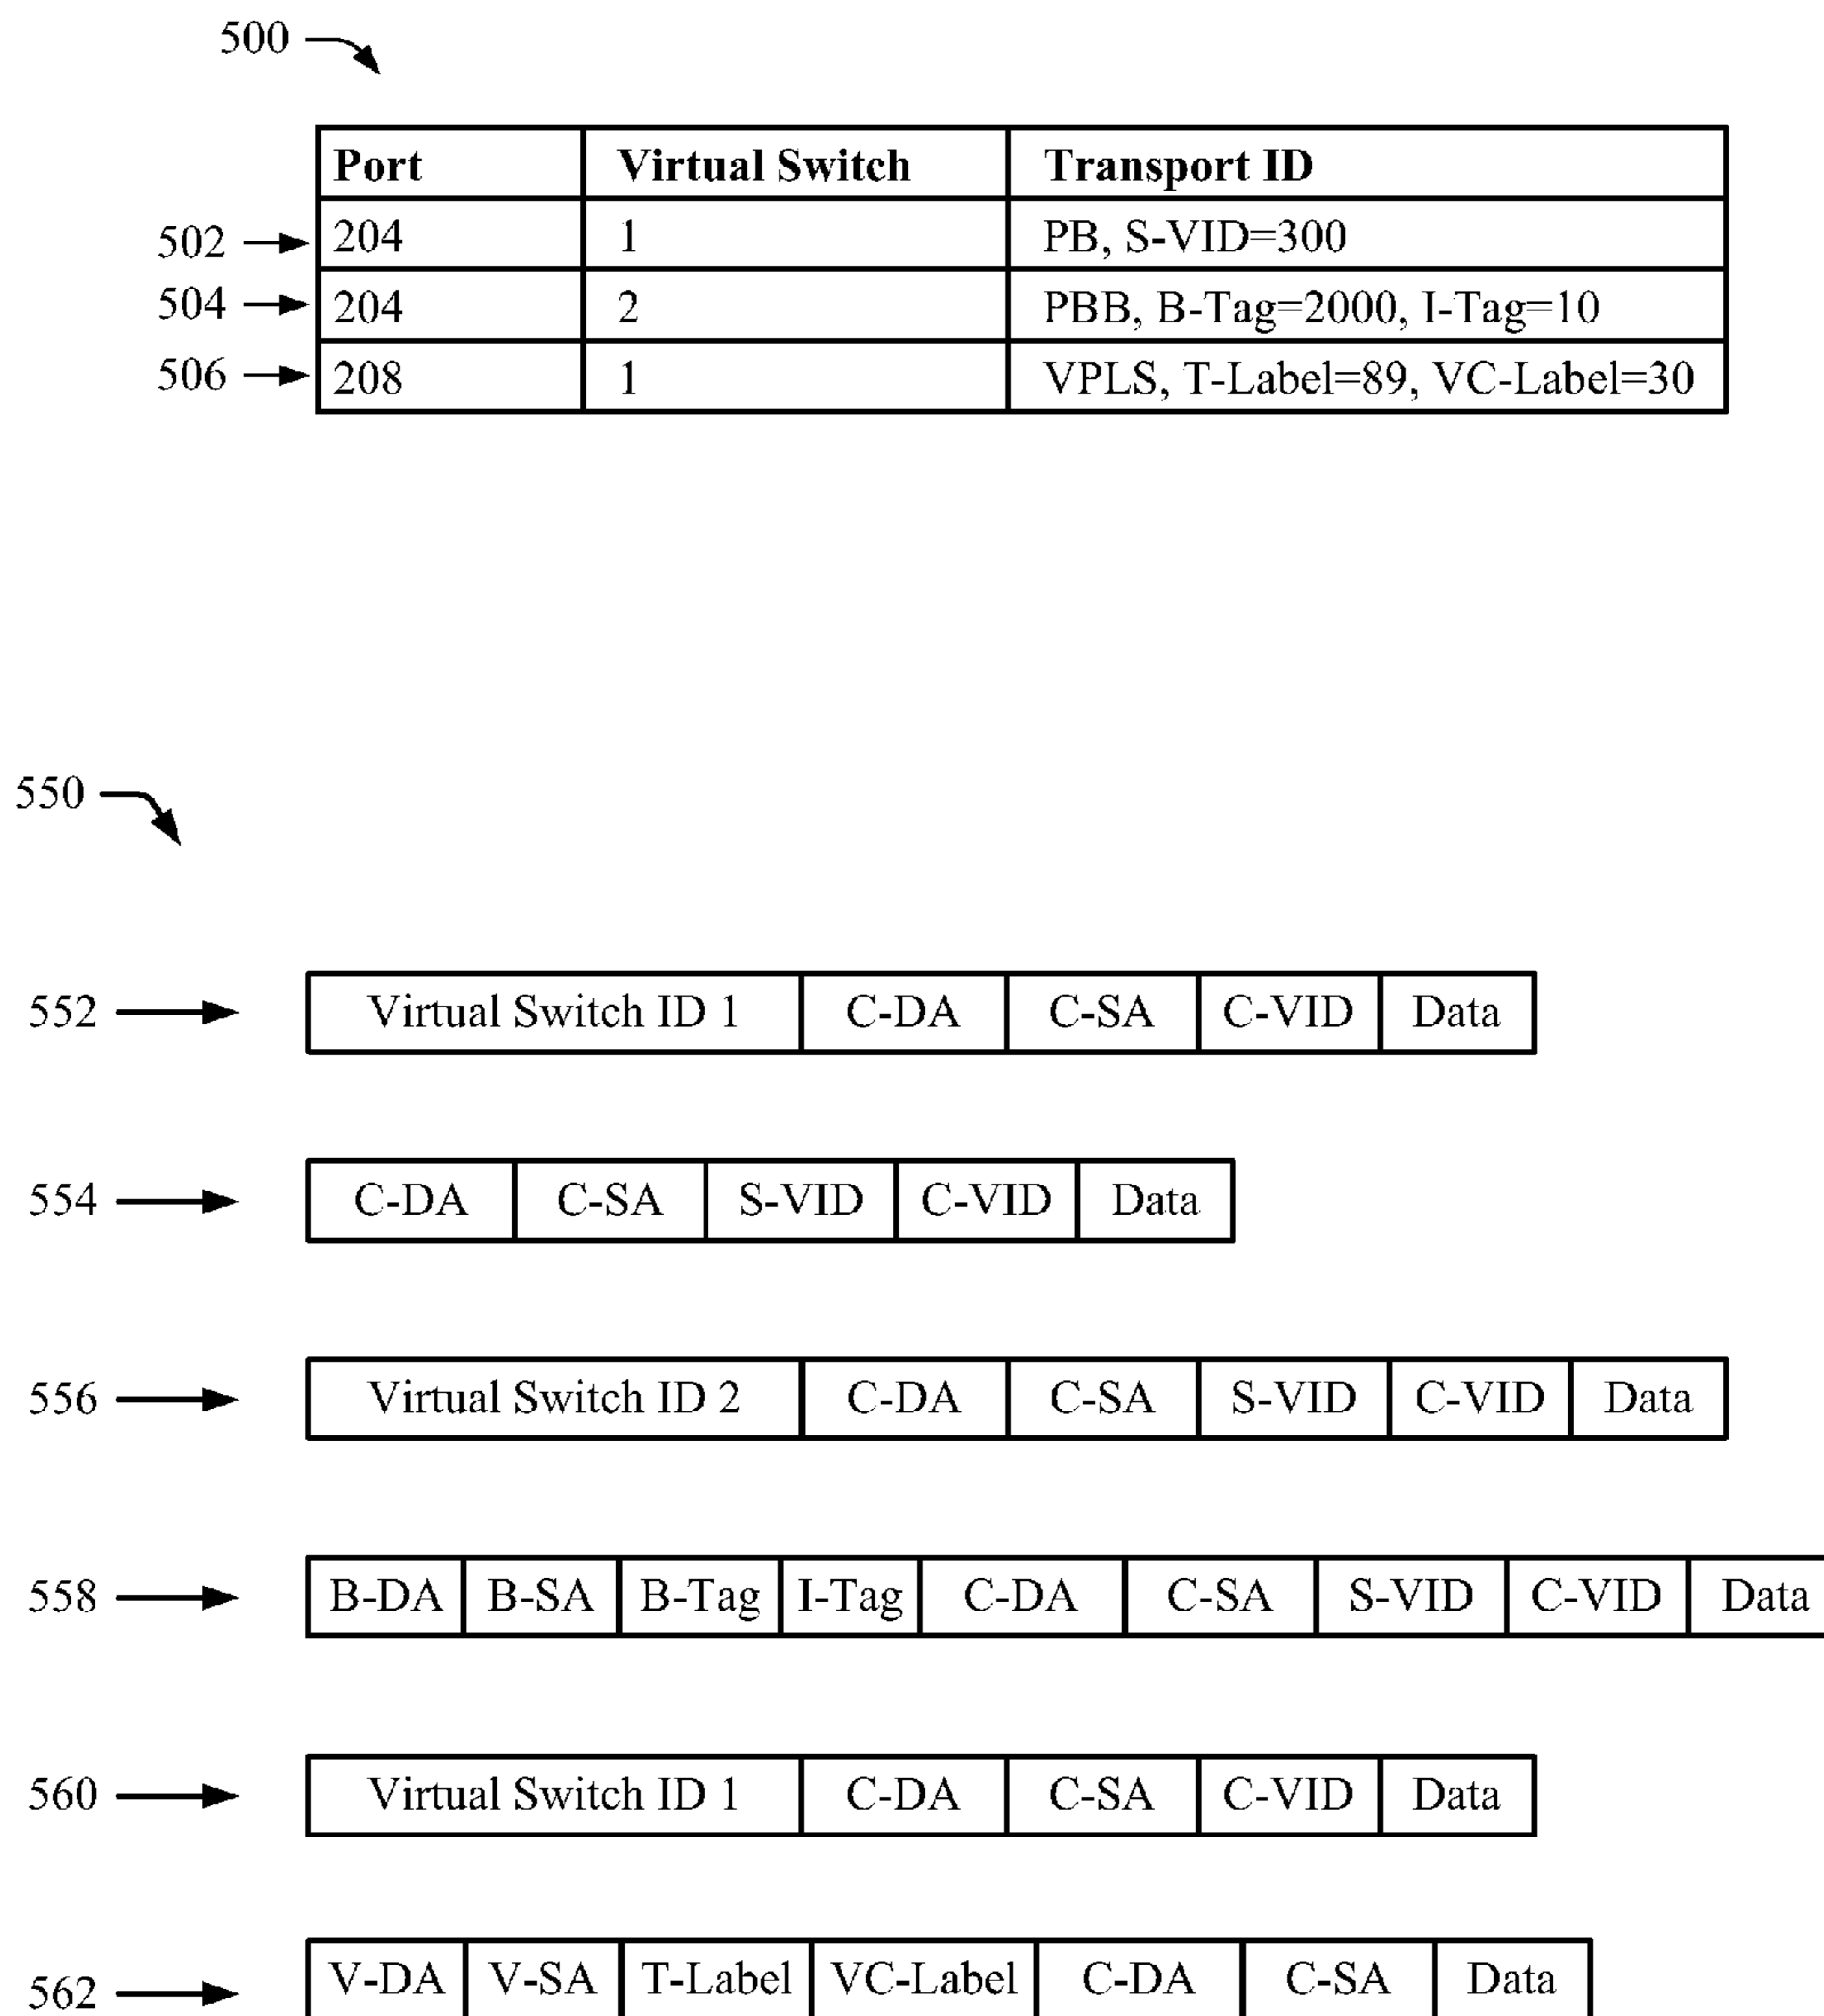 500
Port Virtual Switch Transport ID
502 204 1 PB, S-VID=300
504 204 2 PBB, B-Tag=2000, I-Tag=10
506 208 1 VPLS, T-Label=89, VC-Label=30
550
552 Virtual Switch ID 1 C-DA C-SA C-VID Data
554 C-DA C-SA S-VID C-VID Data
556 Virtual Switch ID 2 C-DA C-SA S-VID C-VID Data
558 B-DA B-SA B-Tag I-Tag C-DA C-SA S-VID C-VID Data
560 Virtual Switch ID 1 C-DA C-SA C-VID Data
562 V-DA V-SA T-Label VC-Label C-DA C-SA Data